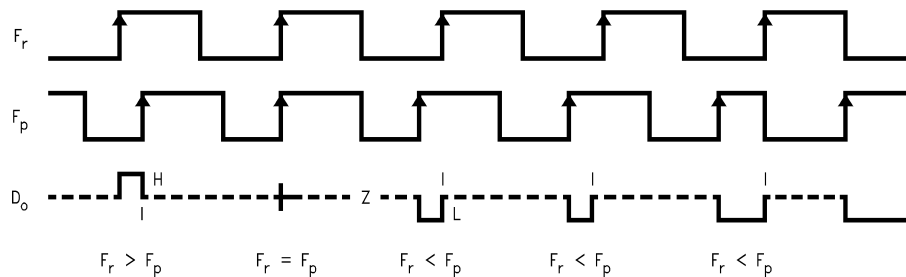 Fr
Fp
Do H Z I I I
I L
Fr > Fp Fr = Fp Fr < Fp Fr < Fp Fr < Fp